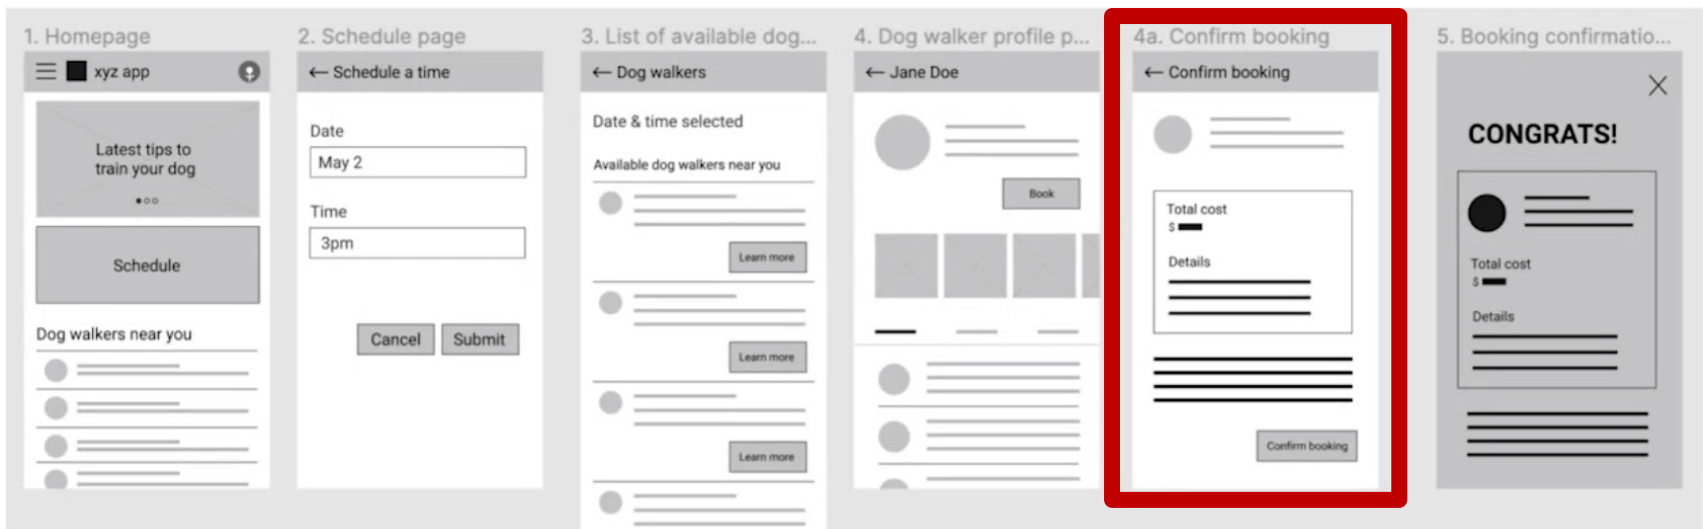 1. Homepage
xyz app
Latest tips to
train your dog
Schedule
Dog walkers near you
2. Schedule page
← Schedule a time
Date
May 2
Time
3pm
Cancel
Submit
3. List of available dog...
← Dog walkers
Date & time selected
Available dog walkers near you
Learn more
Learn more
Learn more
4. Dog walker profile p...
← Jane Doe
Book
4a. Confirm booking
← Confirm booking
Total cost
$
Details
Confirm booking
5. Booking confirmatio...
CONGRATS!
Total cost
$
Details